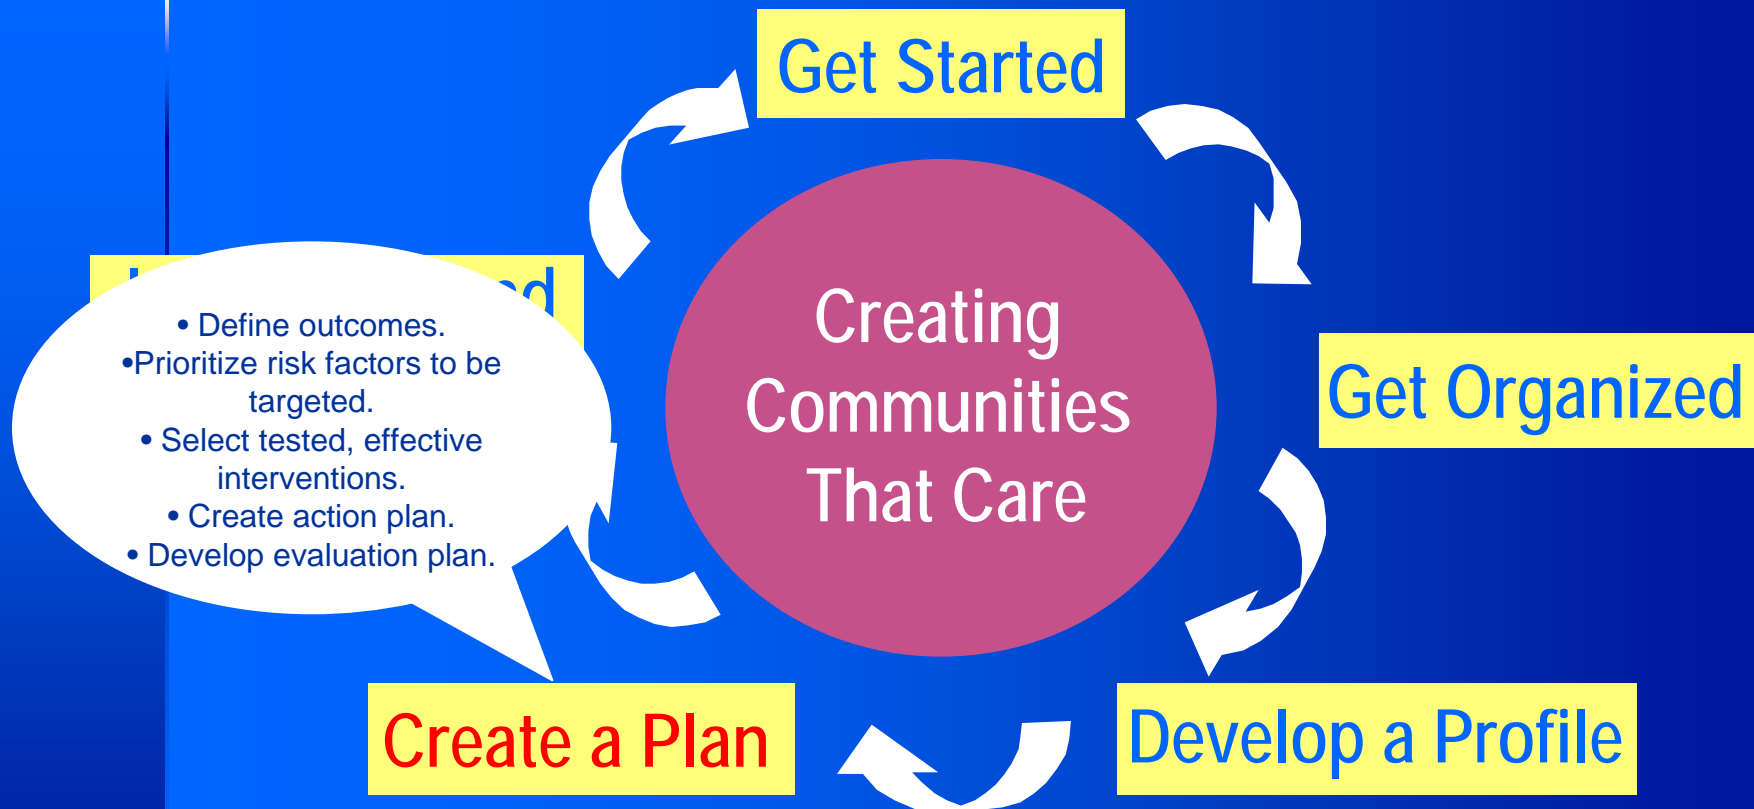 Get Started
Creating
Communities
That Care
Get Organized
• Define outcomes.
•Prioritize risk factors to be
targeted.
• Select tested, effective
interventions.
• Create action plan.
• Develop evaluation plan.
Create a Plan
Develop a Profile